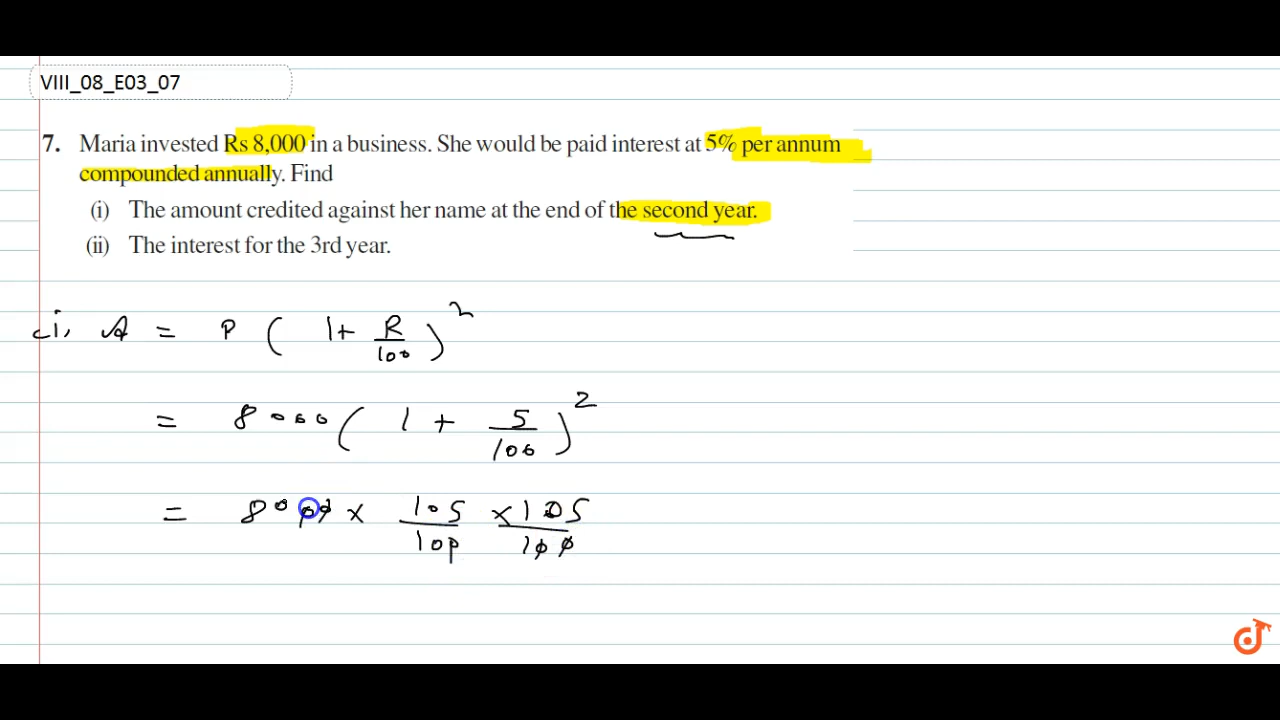 VIII_08_E03_07
7. Maria invested Rs 8,000 in a business. She would be paid interest at 5% per annum
compounded annually. Find
(i) The amount credited against her name at the end of the second year.
(ii) The interest for the 3rd year.
(i) A = P ( 1 + R/100 )^2
= 8000 ( 1 + 5/100 )^2
= 8000 × 105/100 × 105/100